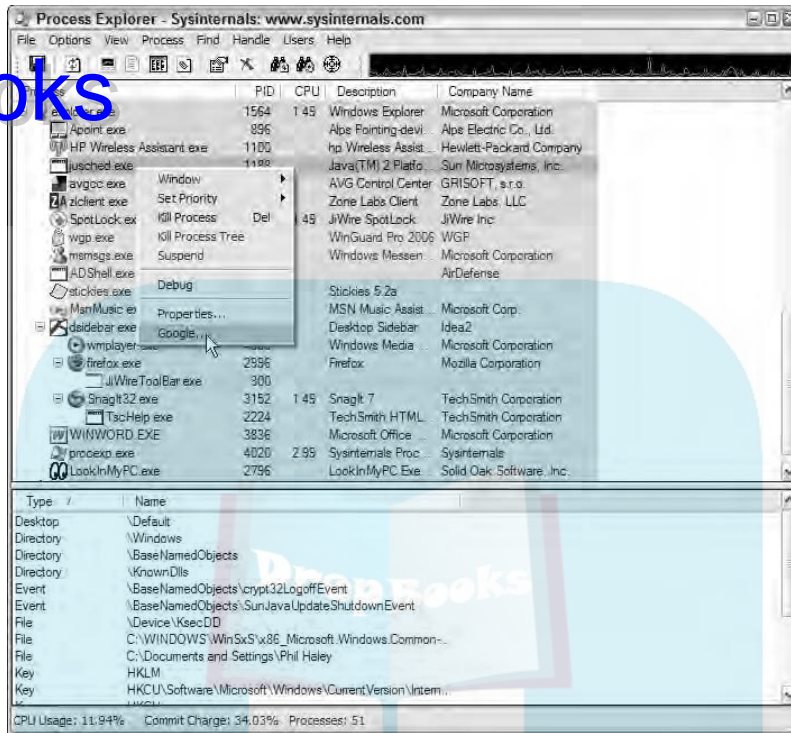 Process Explorer - Sysinternals: www.sysinternals.com
File Options View Process Find Handle Users Help
oks
PID CPU Description Company Name
1564 1.49 Windows Explorer Microsoft Corporation
Apoint.exe 896 Alps Pointing-devi... Alps Electric Co., Ltd.
HP Wireless Assistant.exe 1100 hp Wireless Assist... Hewlett-Packard Company
jusched.exe 1188 Java(TM) 2 Platfo... Sun Microsystems, Inc.
avgcc.exe AVG Control Center GRISOFT, s.r.o.
zlclient.exe Zone Labs Client Zone Labs, LLC
SpotLock.ex .49 JiWire SpotLock JiWire Inc
wgp.exe WinGuard Pro 2006 WGP
msmsgs.exe Windows Messen... Microsoft Corporation
ADShell.exe AirDefense
stickies.exe Stickies 5.2a
MsnMusic.ex MSN Music Assist... Microsoft Corp.
dsidebar.exe Desktop Sidebar Idea2
wmplayer.exe Windows Media ... Microsoft Corporation
firefox.exe 2996 Firefox Mozilla Corporation
JiWireToolBar.exe 300
SnagIt32.exe 3152 1.49 SnagIt 7 TechSmith Corporation
TscHelp.exe 2224 TechSmith HTML... TechSmith Corporation
WINWORD.EXE 3836 Microsoft Office ... Microsoft Corporation
procexp.exe 4020 2.99 Sysinternals Proc... Sysinternals
LookInMyPC.exe 2796 LookInMyPC Exe... Solid Oak Software, Inc.
Window
Set Priority
Kill Process Del
Kill Process Tree
Suspend
Debug
Properties...
Google...
Type / Name
Desktop \Default
Directory \Windows
Directory \BaseNamedObjects
Directory \KnownDlls
Event \BaseNamedObjects\crypt32LogoffEvent
Event \BaseNamedObjects\SunJavaUpdateShutdownEvent
File \Device\KsecDD
File C:\WINDOWS\WinSxS\x86_Microsoft.Windows.Common-...
File C:\Documents and Settings\Phil Haley
Key HKLM
Key HKCU\Software\Microsoft\Windows\CurrentVersion\Intern...
DropBooks
CPU Usage: 11.94% Commit Charge: 34.03% Processes: 51